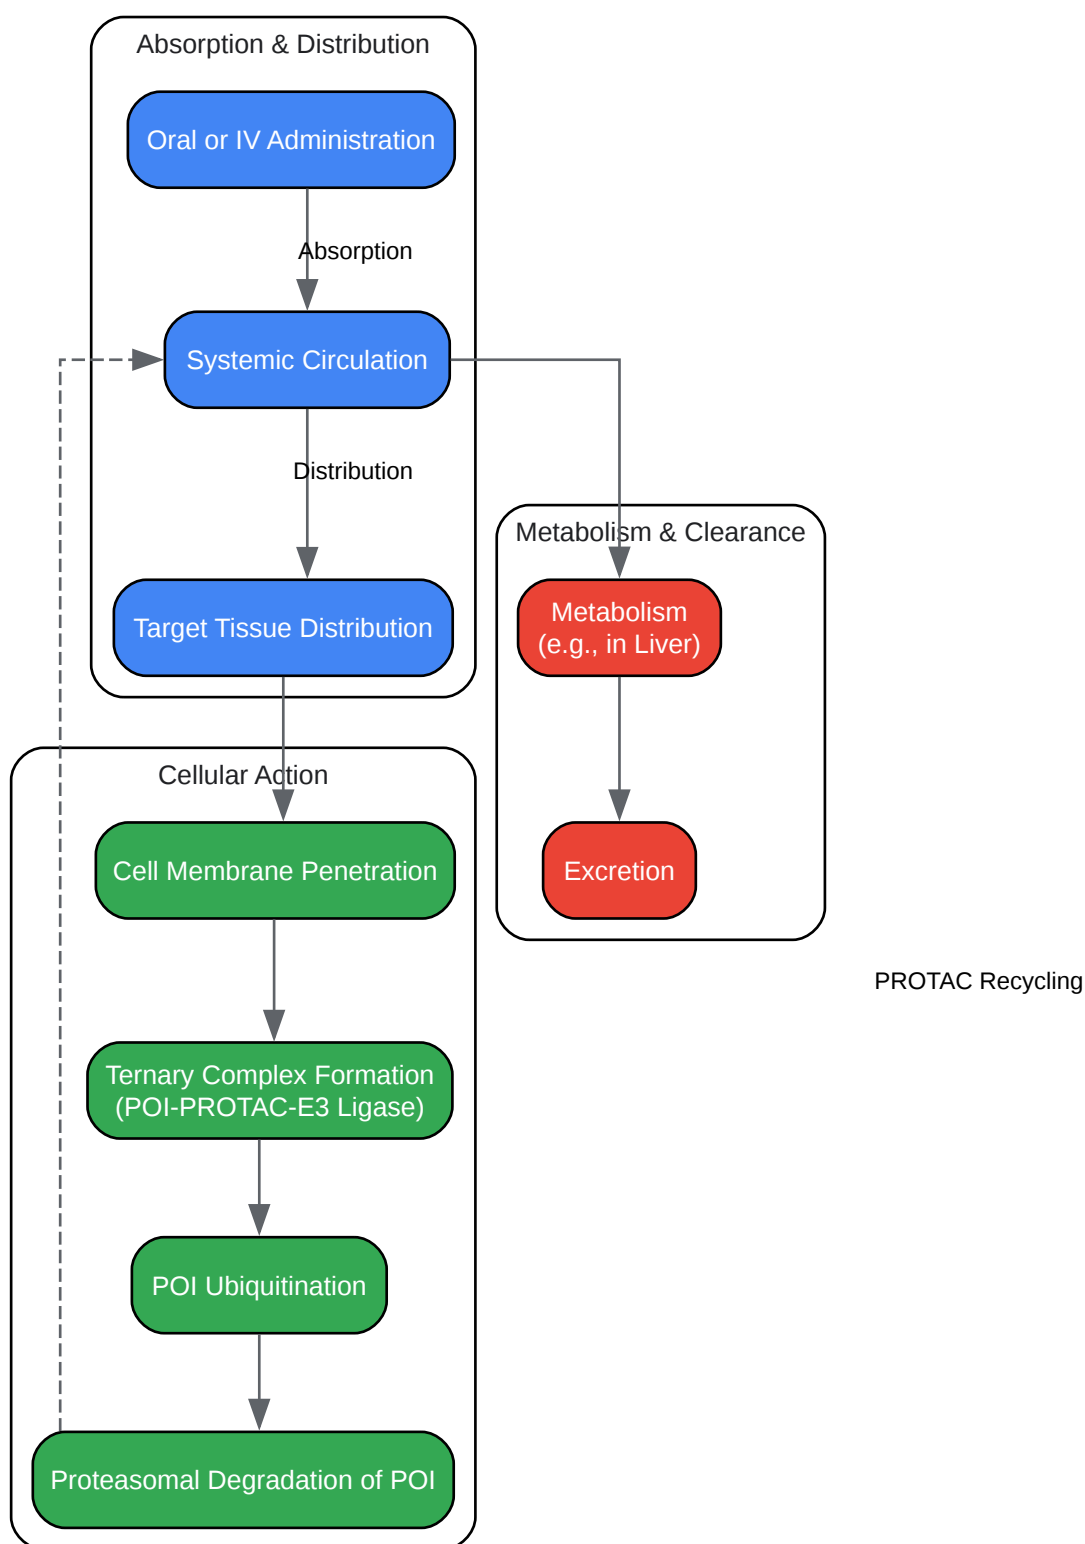 Absorption & Distribution
Oral or IV Administration
Absorption
Systemic Circulation
Distribution
Target Tissue Distribution
Metabolism & Clearance
Metabolism
(e.g., in Liver)
Excretion
Cellular Action
Cell Membrane Penetration
PROTAC Recycling
Ternary Complex Formation
(POI-PROTAC-E3 Ligase)
POI Ubiquitination
Proteasomal Degradation of POI